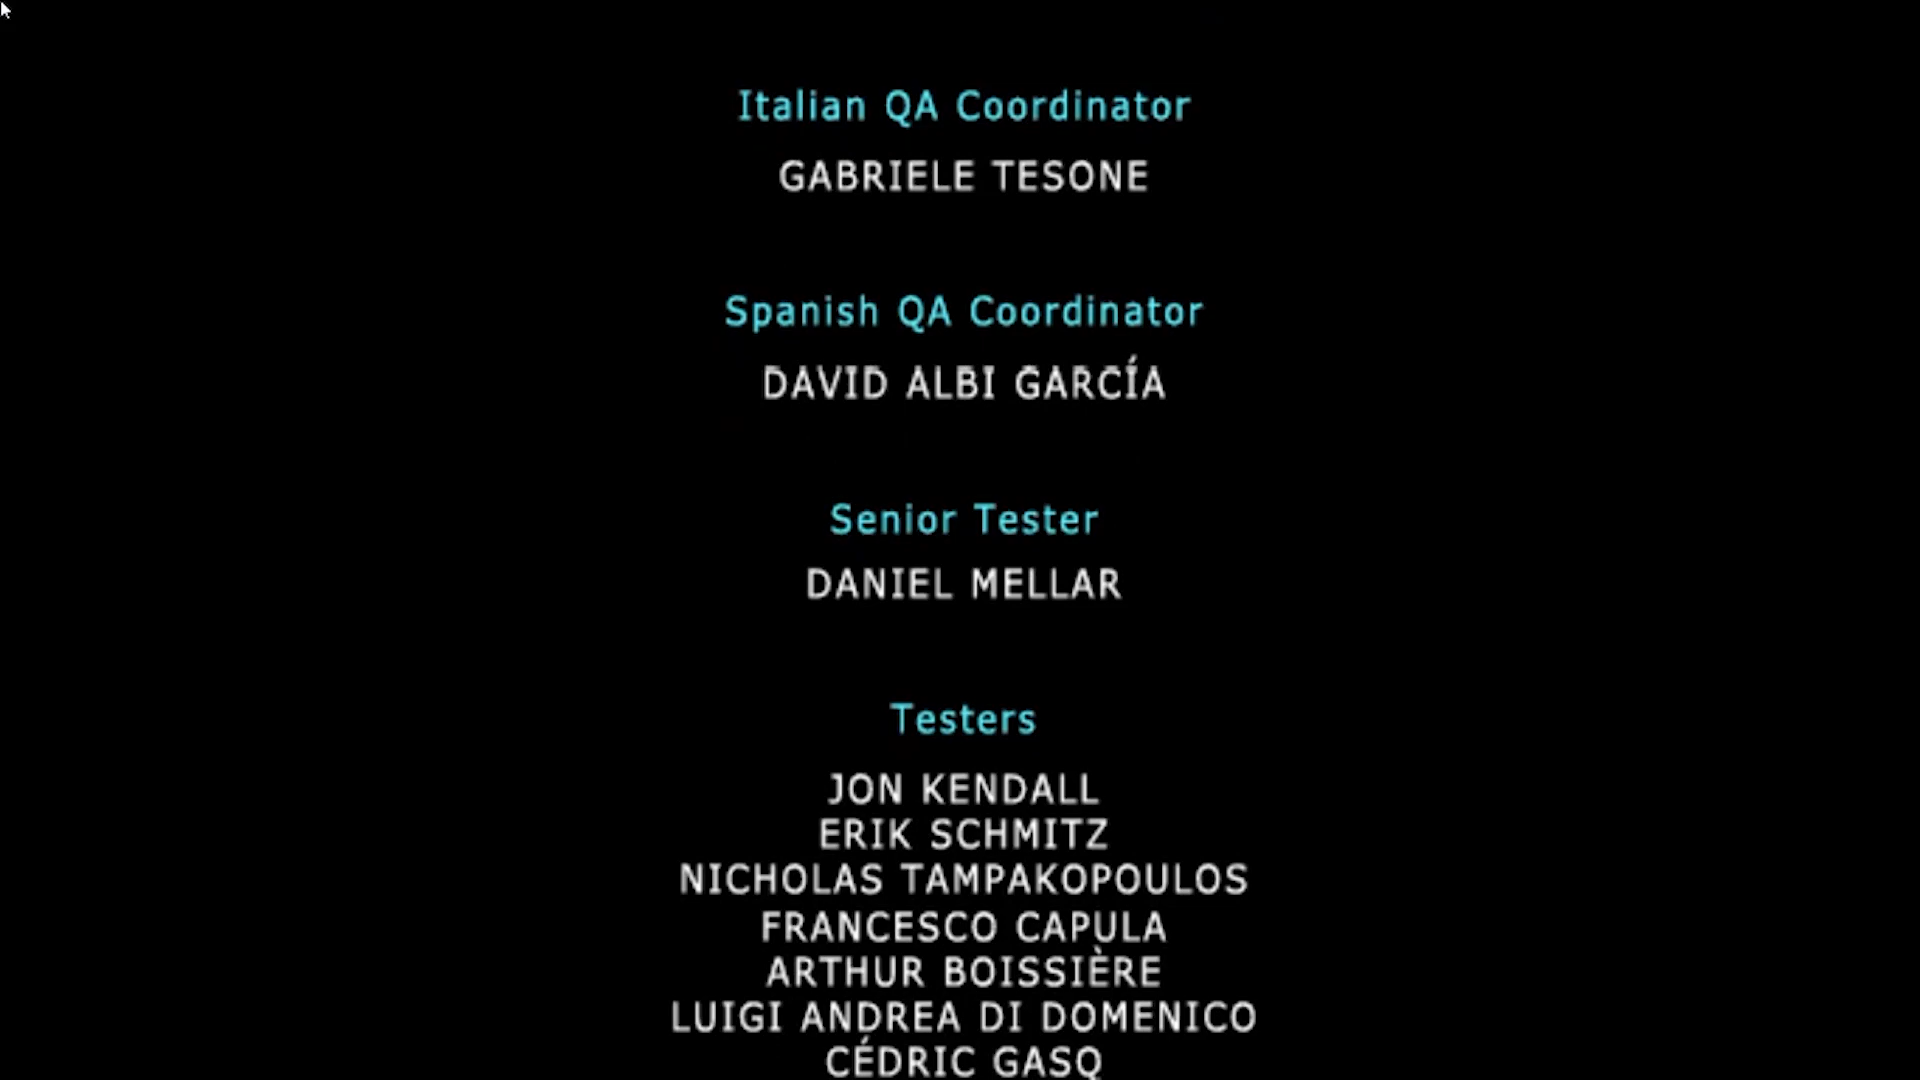 Italian QA Coordinator
GABRIELE TESONE
Spanish QA Coordinator
DAVID ALBI GARCÍA
Senior Tester
DANIEL MELLAR
Testers
JON KENDALL
ERIK SCHMITZ
NICHOLAS TAMPAKOPOULOS
FRANCESCO CAPULA
ARTHUR BOISSIÈRE
LUIGI ANDREA DI DOMENICO
CÉDRIC GASQ